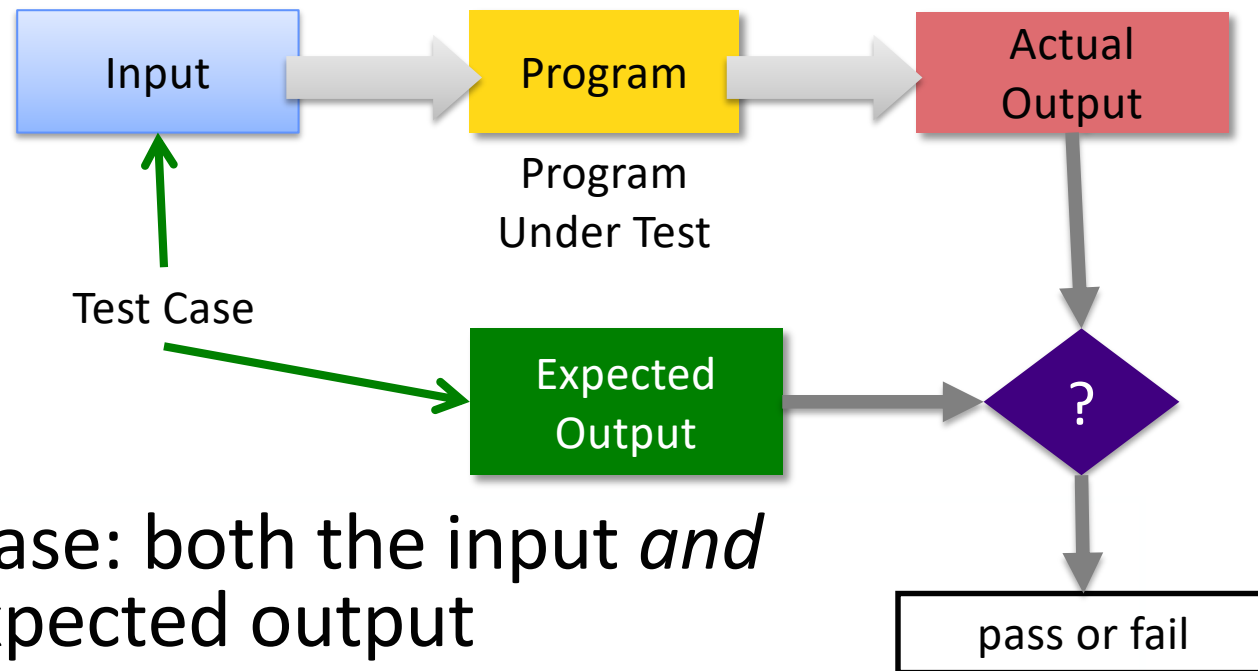 Input
Program
Actual
Output
Program
Under Test
Test Case
Expected
Output
?
ase: both the input and
xpected output
pass or fail